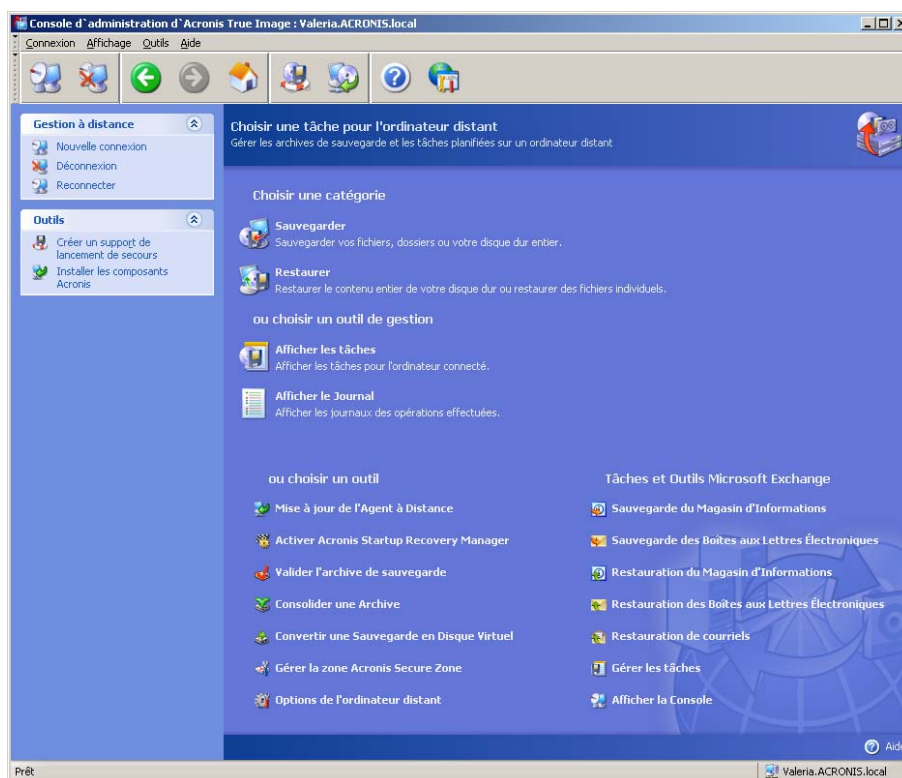 Console d`administration d`Acronis True Image : Valeria.ACRONIS.local
Connexion Affichage Outils Aide
Gestion à distance
Nouvelle connexion
Déconnexion
Reconnecter
Outils
Créer un support de
lancement de secours
Installer les composants
Acronis
Choisir une tâche pour l'ordinateur distant
Gérer les archives de sauvegarde et les tâches planifiées sur un ordinateur distant
Choisir une catégorie
Sauvegarder
Sauvegarder vos fichiers, dossiers ou votre disque dur entier.
Restaurer
Restaurer le contenu entier de votre disque dur ou restaurer des fichiers individuels.
ou choisir un outil de gestion
Afficher les tâches
Afficher les tâches pour l'ordinateur connecté.
Afficher le Journal
Afficher les journaux des opérations effectuées.
ou choisir un outil
Mise à jour de l'Agent à Distance
Activer Acronis Startup Recovery Manager
Valider l'archive de sauvegarde
Consolider une Archive
Convertir une Sauvegarde en Disque Virtuel
Gérer la zone Acronis Secure Zone
Options de l'ordinateur distant
Tâches et Outils Microsoft Exchange
Sauvegarde du Magasin d'Informations
Sauvegarde des Boîtes aux Lettres Électroniques
Restauration du Magasin d'Informations
Restauration des Boîtes aux Lettres Électroniques
Restauration de courriels
Gérer les tâches
Afficher la Console
Aide
Prêt
Valeria.ACRONIS.local